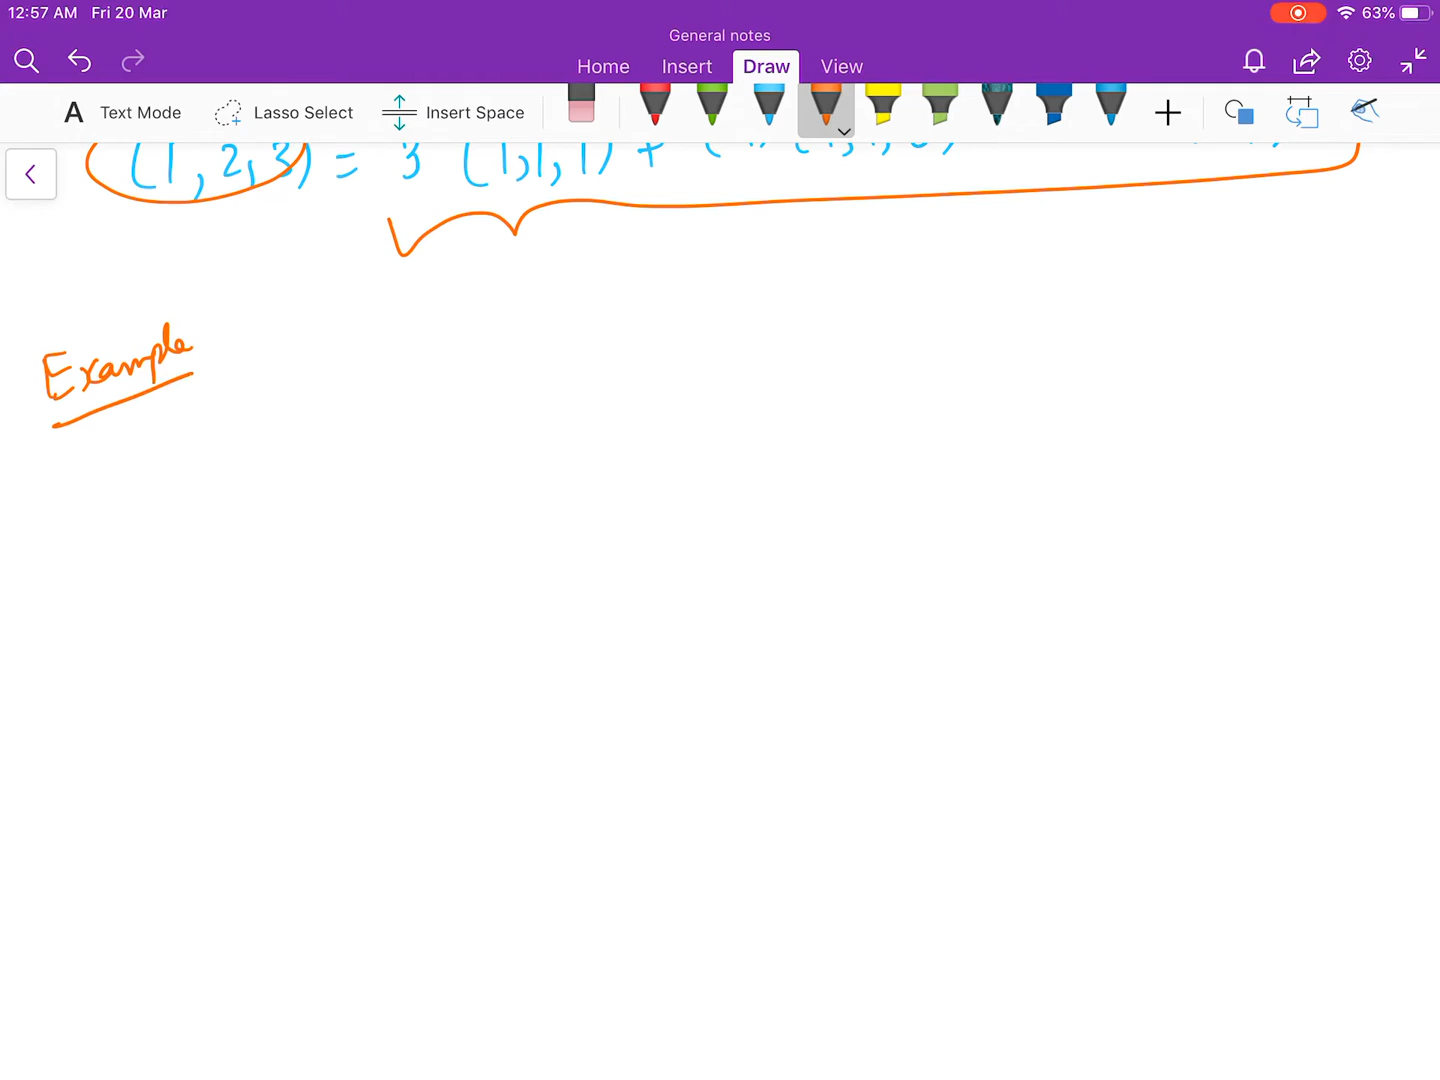 12:57 AM Fri 20 Mar 63%
General notes
Home Insert Draw View
A Text Mode Lasso Select Insert Space
(1, 2, 3) = 3 (1, 1, 1) +
Example